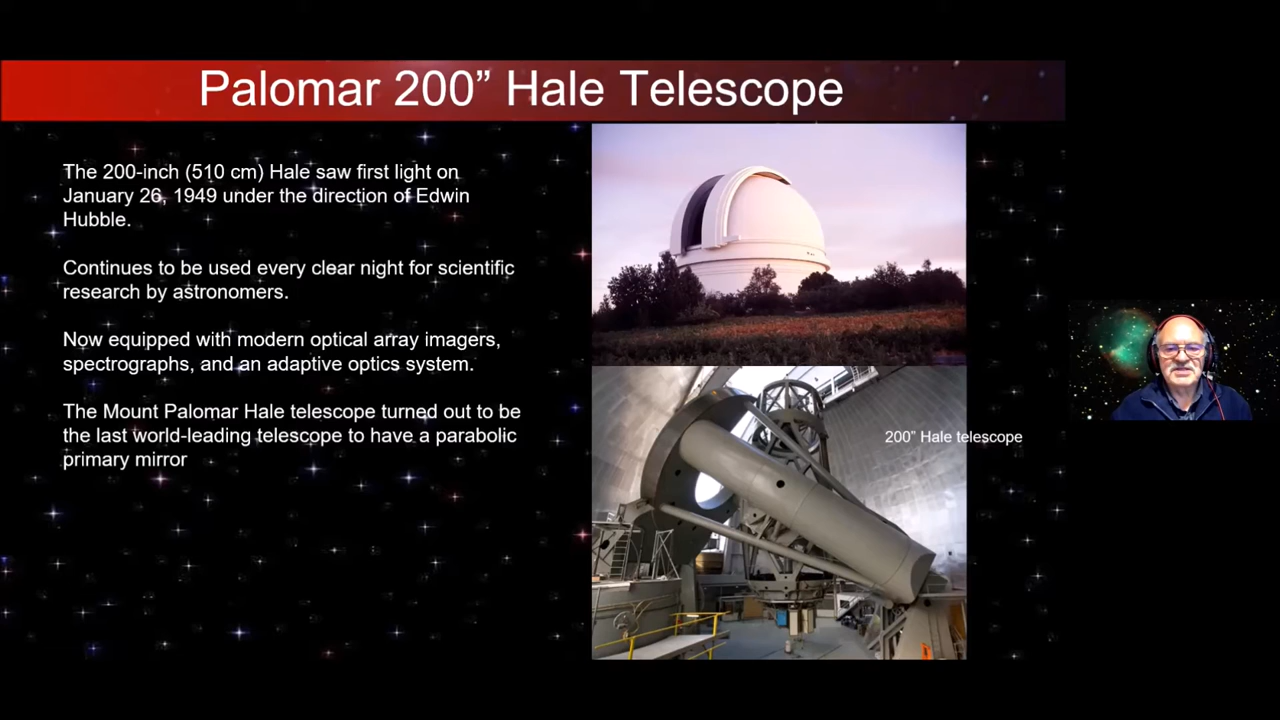 Palomar 200” Hale Telescope
The 200-inch (510 cm) Hale saw first light on
January 26, 1949 under the direction of Edwin
Hubble.
Continues to be used every clear night for scientific
research by astronomers.
Now equipped with modern optical array imagers,
spectrographs, and an adaptive optics system.
The Mount Palomar Hale telescope turned out to be
the last world-leading telescope to have a parabolic
primary mirror
200” Hale telescope